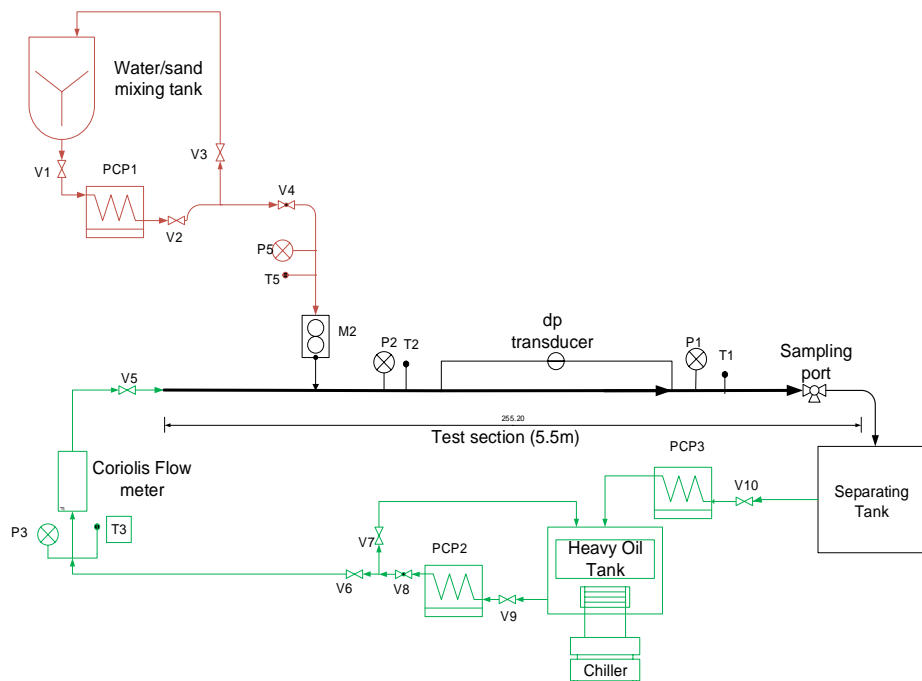 Water/sand
mixing tank
V1
PCP1
V3
V2
V4
P5
T5
M2
P2
T2
dp
transducer
P1
T1
Sampling
port
V5
255.20
Test section (5.5m)
Coriolis Flow
meter
P3
T3
V7
PCP2
V6
V8
V9
Heavy Oil
Tank
Chiller
PCP3
V10
Separating
Tank